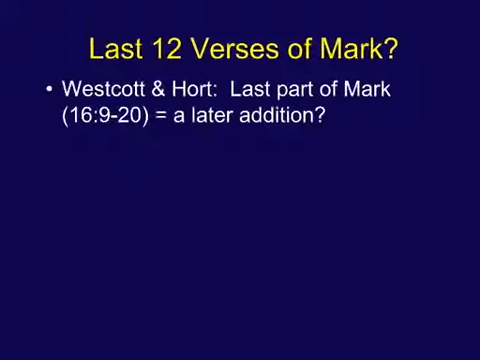 Last 12 Verses of Mark?
• Westcott & Hort:  Last part of Mark
(16:9-20) = a later addition?